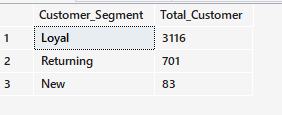 Customer_Segment Total_Customer
1 Loyal 3116
2 Returning 701
3 New 83